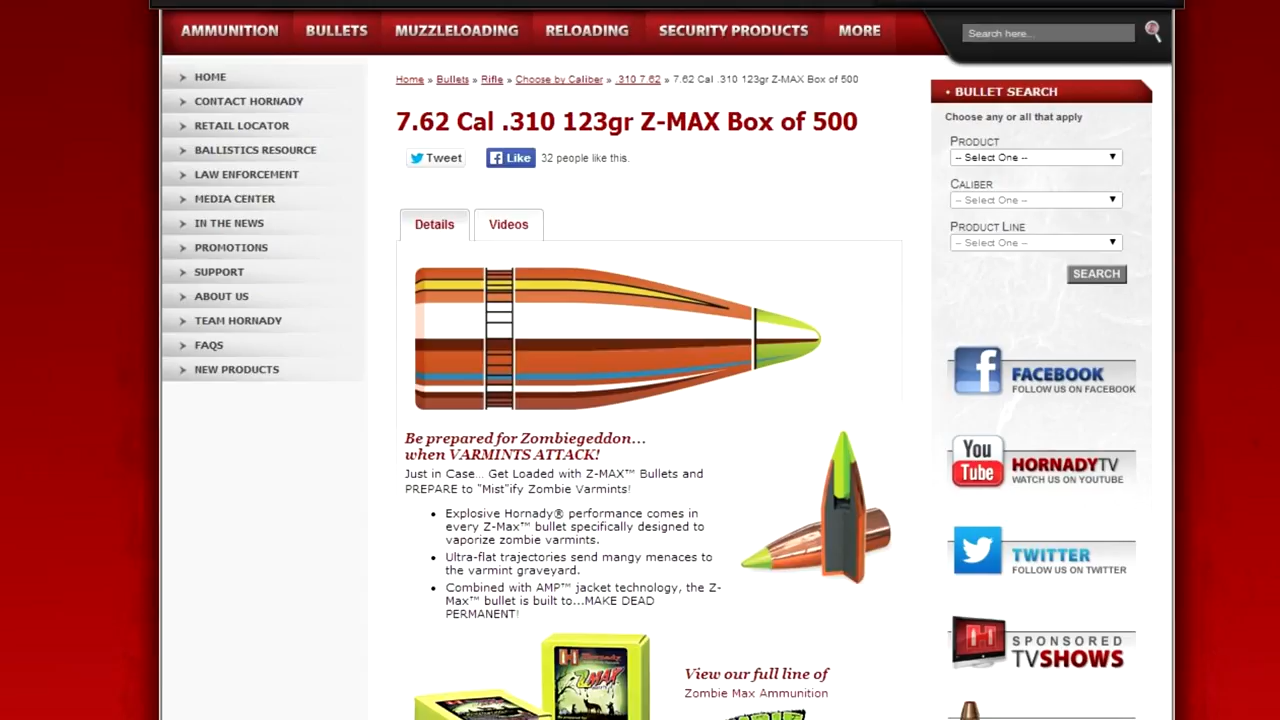 AMMUNITION
BULLETS
MUZZLELOADING
RELOADING
SECURITY PRODUCTS
MORE
Search here...
HOME
CONTACT HORNADY
RETAIL LOCATOR
BALLISTICS RESOURCE
LAW ENFORCEMENT
MEDIA CENTER
IN THE NEWS
PROMOTIONS
SUPPORT
ABOUT US
TEAM HORNADY
FAQS
NEW PRODUCTS
Home » Bullets » Rifle » Choose by Caliber » .310 7.62 » 7.62 Cal .310 123gr Z-MAX Box of 500
7.62 Cal .310 123gr Z-MAX Box of 500
Tweet
Like
32 people like this.
Details
Videos
Be prepared for Zombiegeddon...
when VARMINTS ATTACK!
Just in Case... Get Loaded with Z-MAX™ Bullets and
PREPARE to "Mist"ify Zombie Varmints!
• Explosive Hornady® performance comes in
every Z-Max™ bullet specifically designed to
vaporize zombie varmints.
• Ultra-flat trajectories send mangy menaces to
the varmint graveyard.
• Combined with AMP™ jacket technology, the Z-
Max™ bullet is built to...MAKE DEAD
PERMANENT!
H Hornady
ZMAX
View our full line of
Zombie Max Ammunition
• BULLET SEARCH
Choose any or all that apply
PRODUCT
-- Select One --
CALIBER
-- Select One --
PRODUCT LINE
-- Select One --
SEARCH
FACEBOOK
FOLLOW US ON FACEBOOK
You
Tube
HORNADYTV
WATCH US ON YOUTUBE
TWITTER
FOLLOW US ON TWITTER
H
SPONSORED
TVSHOWS